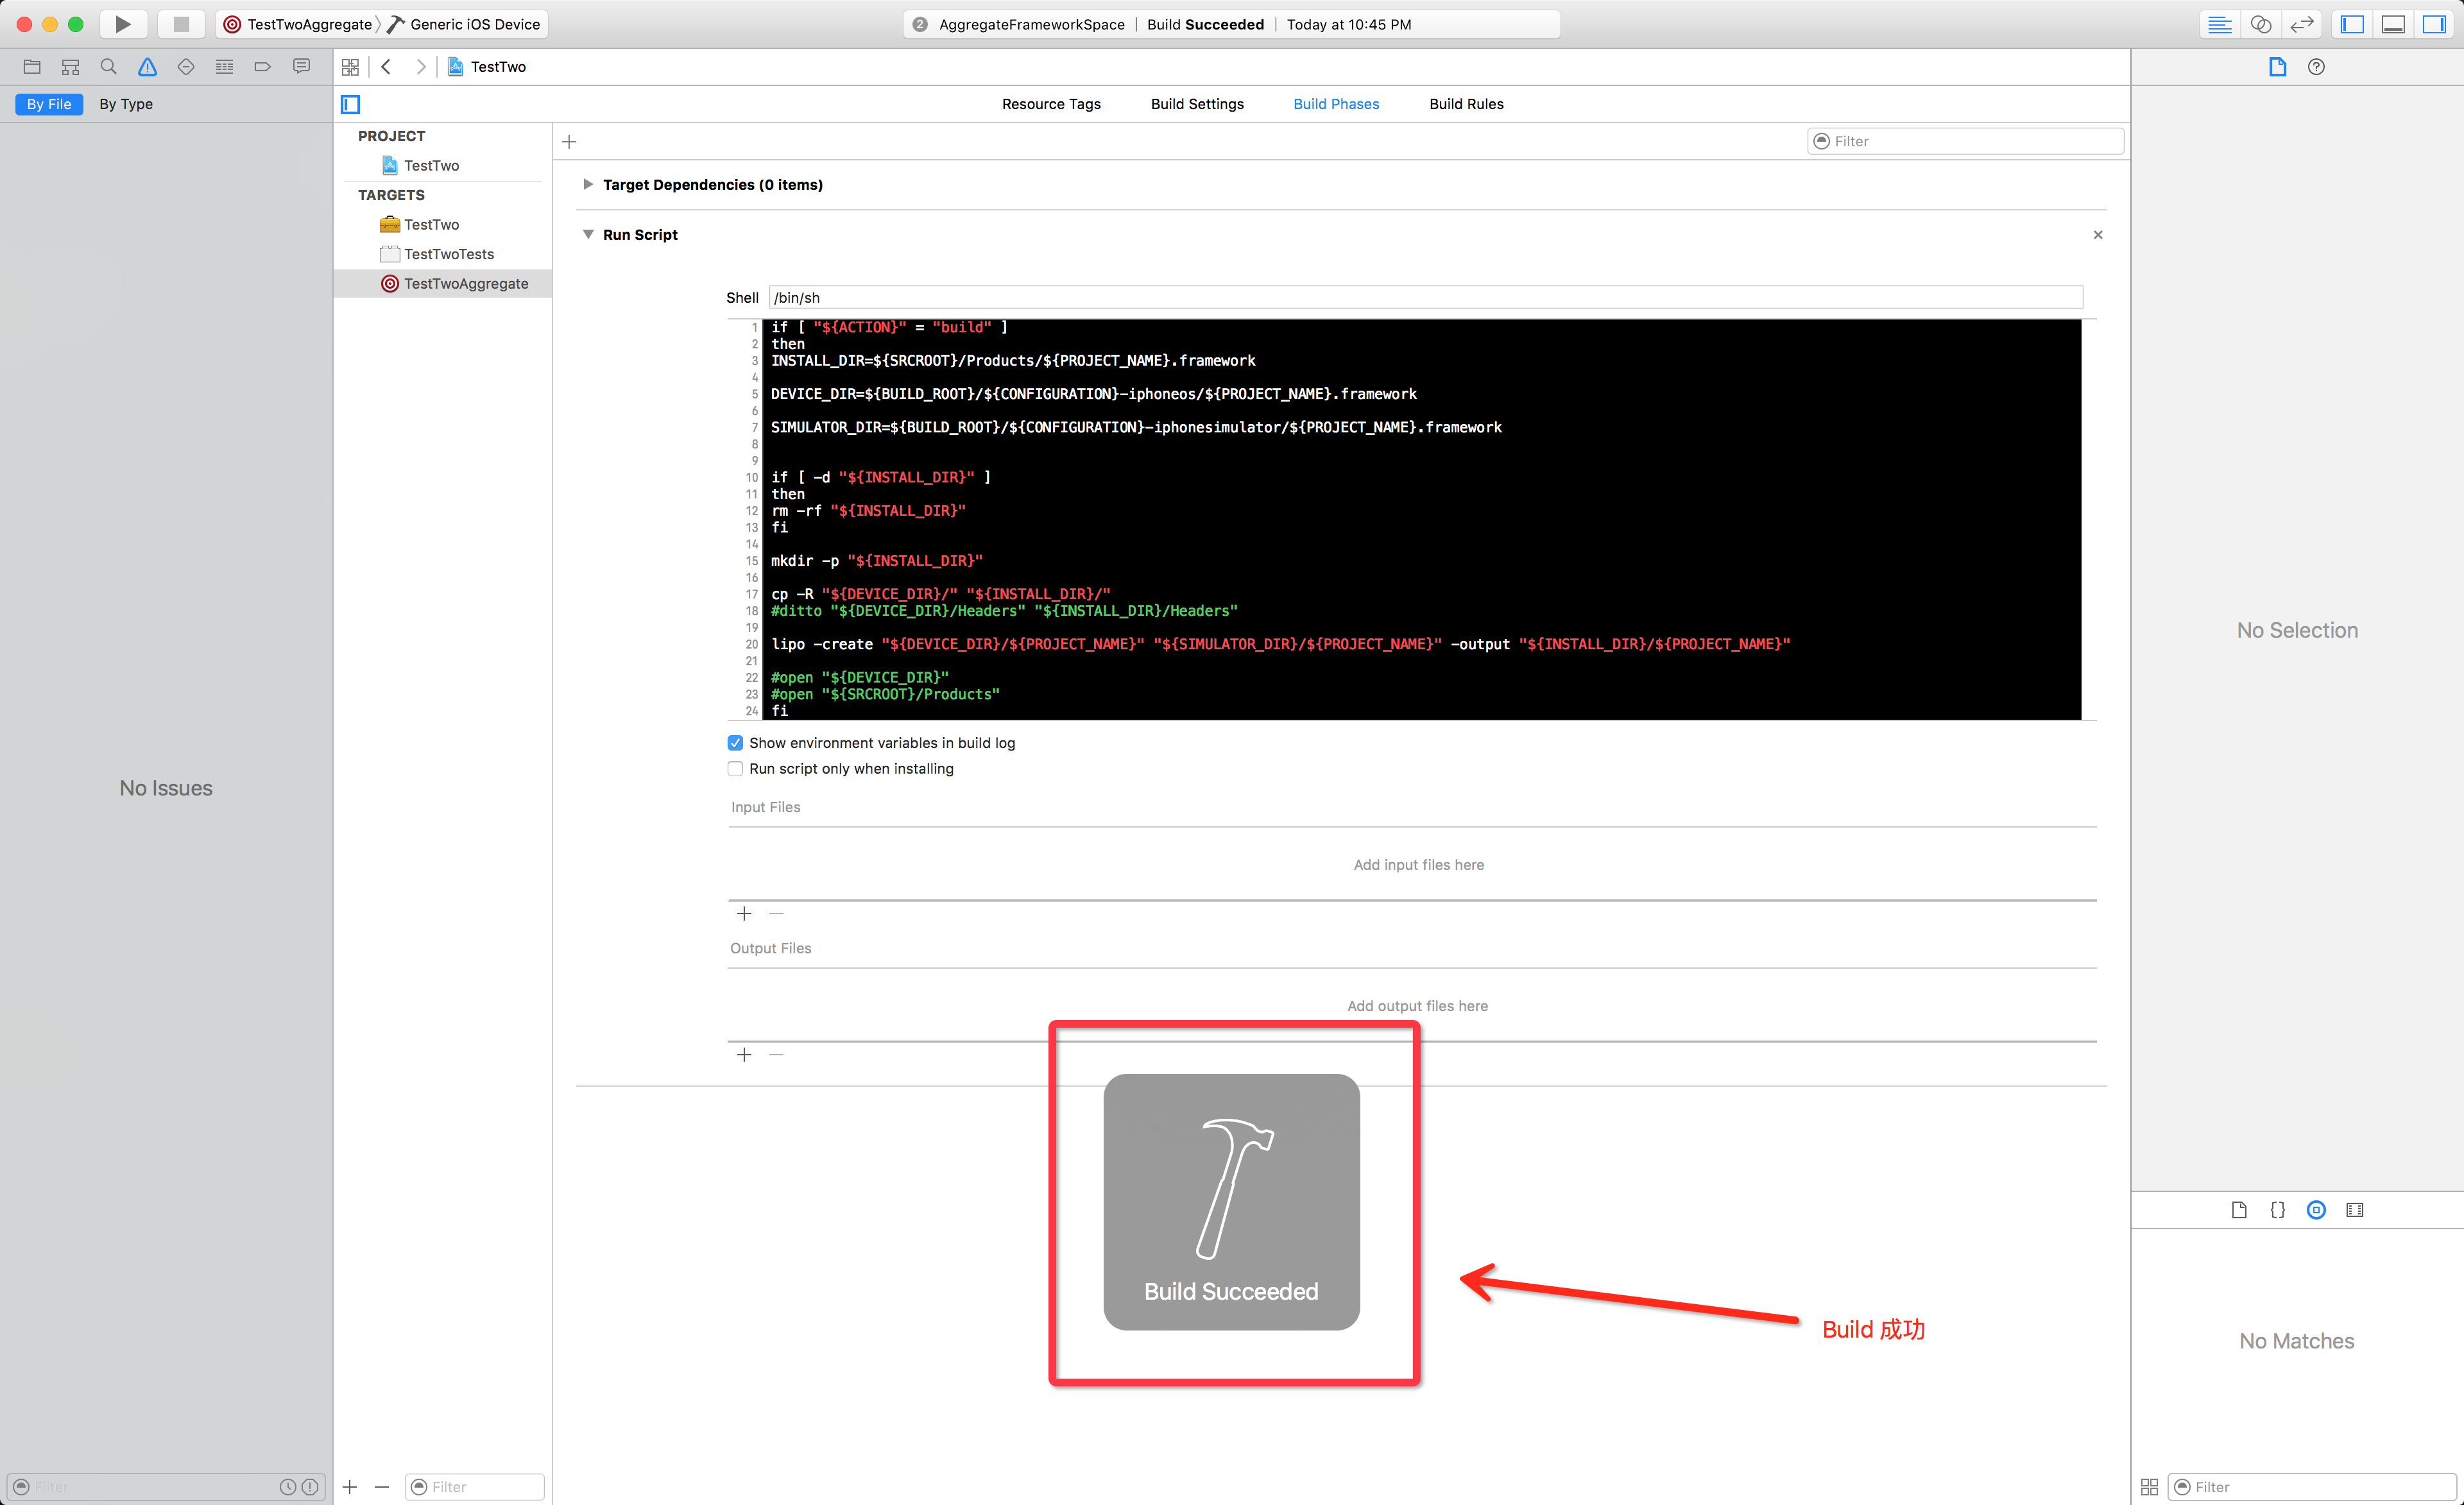 TestTwoAggregate Generic iOS Device
2 AggregateFrameworkSpace | Build Succeeded | Today at 10:45 PM
TestTwo
By File By Type
Resource Tags Build Settings Build Phases Build Rules
PROJECT
TestTwo
TARGETS
TestTwo
TestTwoTests
TestTwoAggregate
Filter
Target Dependencies (0 items)
Run Script
Shell /bin/sh
1 if [ "${ACTION}" = "build" ]
2 then
3 INSTALL_DIR=${SRCROOT}/Products/${PROJECT_NAME}.framework
4
5 DEVICE_DIR=${BUILD_ROOT}/${CONFIGURATION}-iphoneos/${PROJECT_NAME}.framework
6
7 SIMULATOR_DIR=${BUILD_ROOT}/${CONFIGURATION}-iphonesimulator/${PROJECT_NAME}.framework
8
9
10 if [ -d "${INSTALL_DIR}" ]
11 then
12 rm -rf "${INSTALL_DIR}"
13 fi
14
15 mkdir -p "${INSTALL_DIR}"
16
17 cp -R "${DEVICE_DIR}/" "${INSTALL_DIR}/"
18 #ditto "${DEVICE_DIR}/Headers" "${INSTALL_DIR}/Headers"
19
20 lipo -create "${DEVICE_DIR}/${PROJECT_NAME}" "${SIMULATOR_DIR}/${PROJECT_NAME}" -output "${INSTALL_DIR}/${PROJECT_NAME}"
21
22 #open "${DEVICE_DIR}"
23 #open "${SRCROOT}/Products"
24 fi
Show environment variables in build log
Run script only when installing
Input Files
Add input files here
Output Files
Add output files here
Build Succeeded
Build 成功
No Issues
No Selection
No Matches
Filter
Filter
Filter